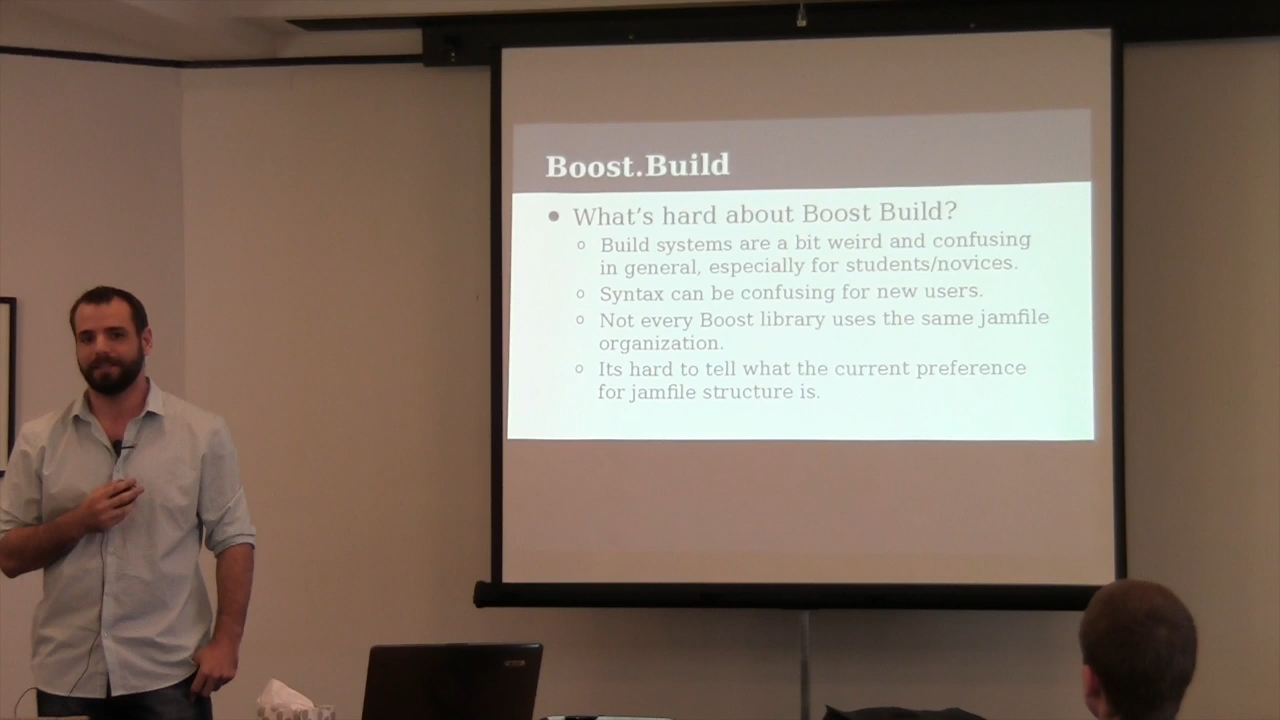 Boost.Build
● What's hard about Boost Build?
○ Build systems are a bit weird and confusing
in general, especially for students/novices.
○ Syntax can be confusing for new users.
○ Not every Boost library uses the same jamfile
organization.
○ Its hard to tell what the current preference
for jamfile structure is.